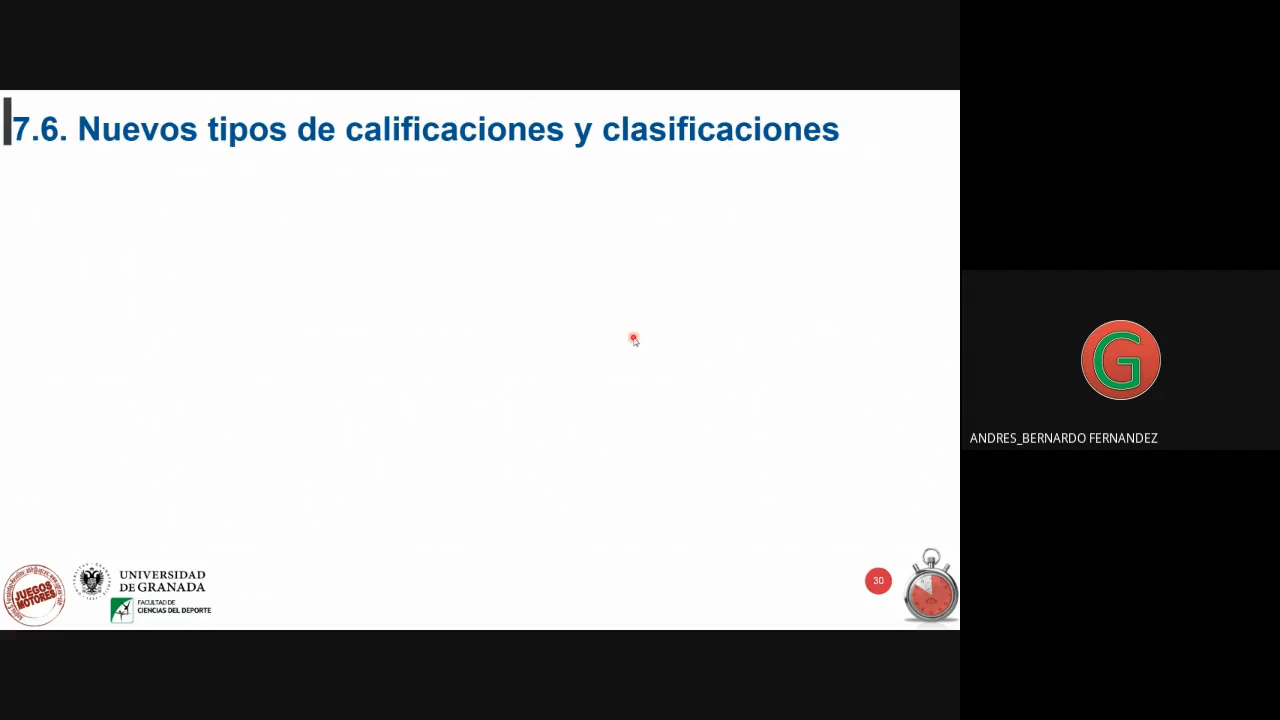 7.6. Nuevos tipos de calificaciones y clasificaciones
G
ANDRES_BERNARDO FERNANDEZ
JUEGOS
MOTORES
UNIVERSIDAD
DE GRANADA
FACULTAD DE
CIENCIAS DEL DEPORTE
30